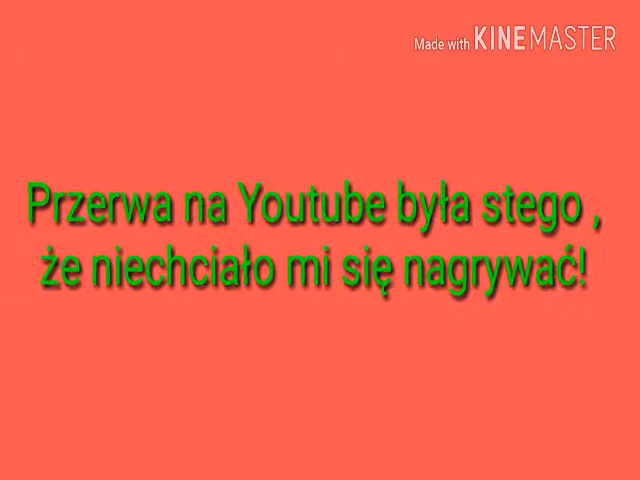 Made with KINEMASTER
Przerwa na Youtube była stego ,
że niechciało mi się nagrywać!